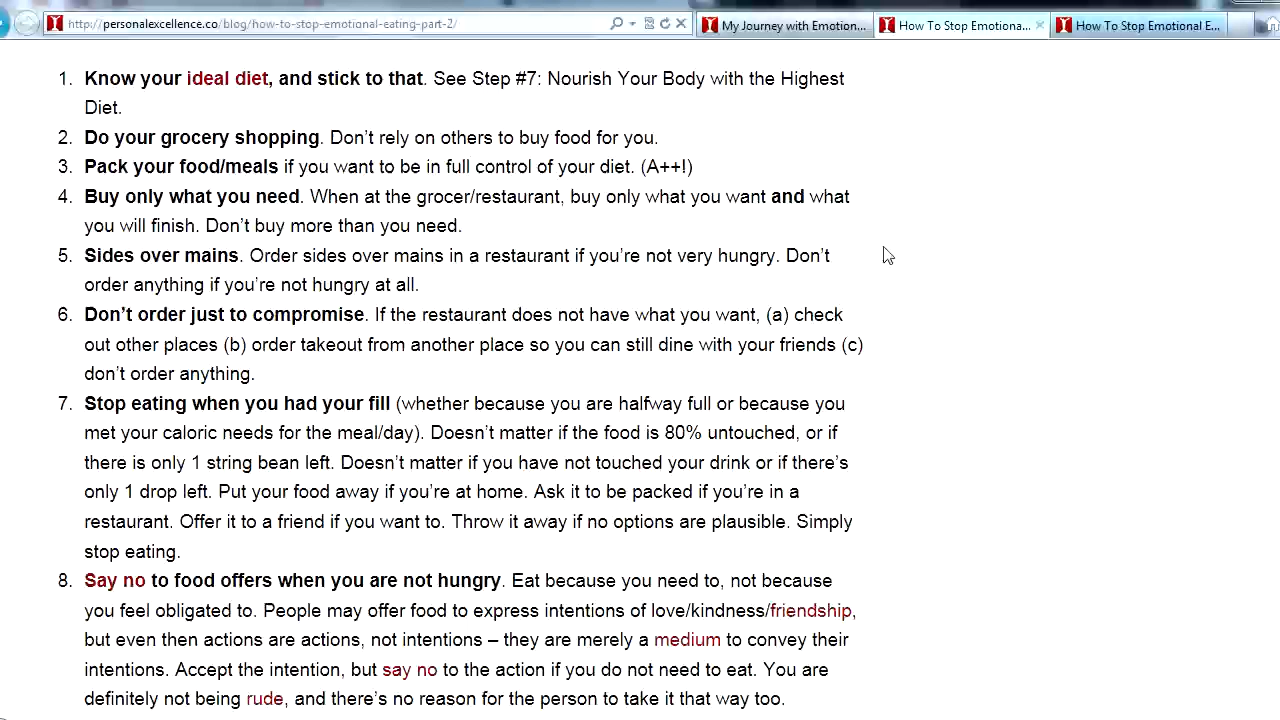 http://personalexcellence.co/blog/how-to-stop-emotional-eating-part-2/
My Journey with Emotion...
How To Stop Emotiona...
How To Stop Emotional E...
1. Know your ideal diet, and stick to that. See Step #7: Nourish Your Body with the Highest
Diet.
2. Do your grocery shopping. Don’t rely on others to buy food for you.
3. Pack your food/meals if you want to be in full control of your diet. (A++!)
4. Buy only what you need. When at the grocer/restaurant, buy only what you want and what
you will finish. Don’t buy more than you need.
5. Sides over mains. Order sides over mains in a restaurant if you’re not very hungry. Don’t
order anything if you’re not hungry at all.
6. Don’t order just to compromise. If the restaurant does not have what you want, (a) check
out other places (b) order takeout from another place so you can still dine with your friends (c)
don’t order anything.
7. Stop eating when you had your fill (whether because you are halfway full or because you
met your caloric needs for the meal/day). Doesn’t matter if the food is 80% untouched, or if
there is only 1 string bean left. Doesn’t matter if you have not touched your drink or if there’s
only 1 drop left. Put your food away if you’re at home. Ask it to be packed if you’re in a
restaurant. Offer it to a friend if you want to. Throw it away if no options are plausible. Simply
stop eating.
8. Say no to food offers when you are not hungry. Eat because you need to, not because
you feel obligated to. People may offer food to express intentions of love/kindness/friendship,
but even then actions are actions, not intentions – they are merely a medium to convey their
intentions. Accept the intention, but say no to the action if you do not need to eat. You are
definitely not being rude, and there’s no reason for the person to take it that way too.